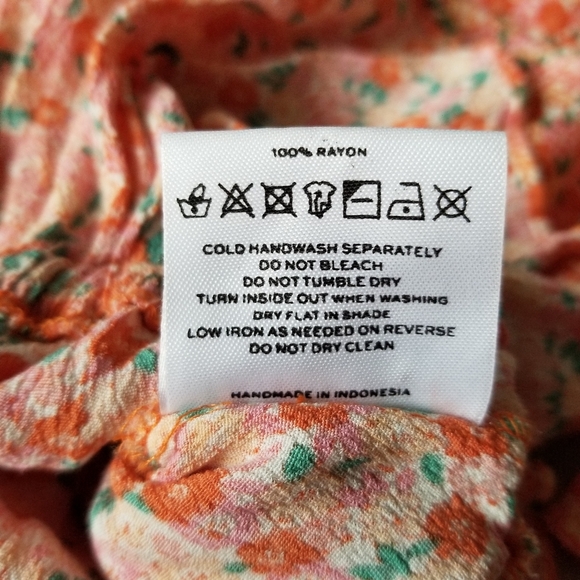 100% RAYON
COLD HANDWASH SEPARATELY
DO NOT BLEACH
DO NOT TUMBLE DRY
TURN INSIDE OUT WHEN WASHING
DRY FLAT IN SHADE
LOW IRON AS NEEDED ON REVERSE
DO NOT DRY CLEAN
HANDMADE IN INDONESIA